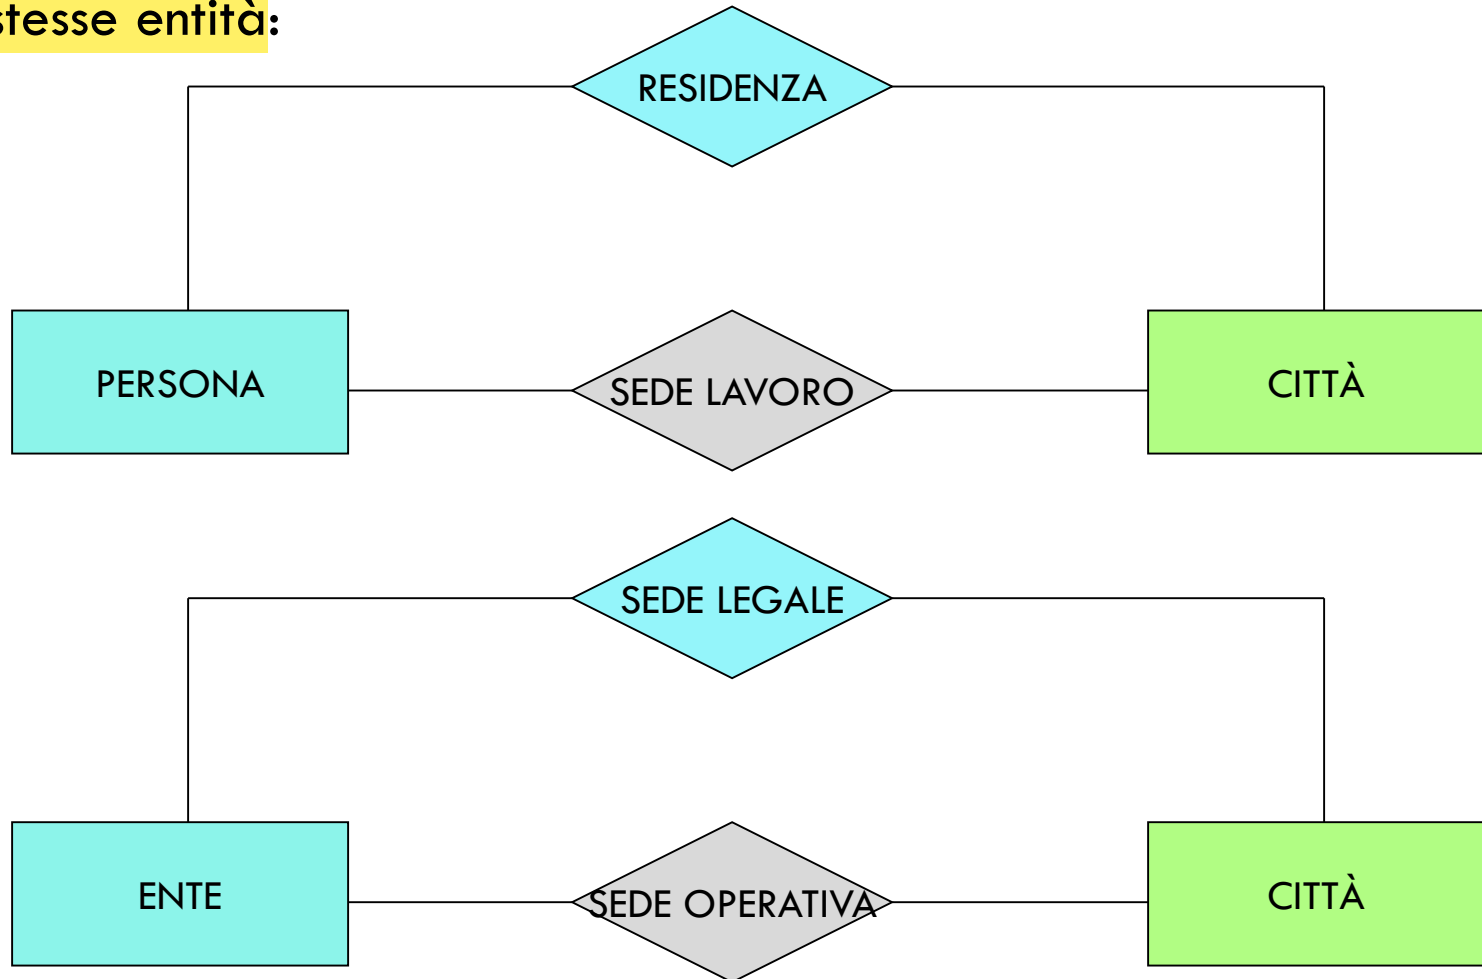 stesse entità:
RESIDENZA
PERSONA
SEDE LAVORO
CITTÀ
SEDE LEGALE
ENTE
SEDE OPERATIVA
CITTÀ